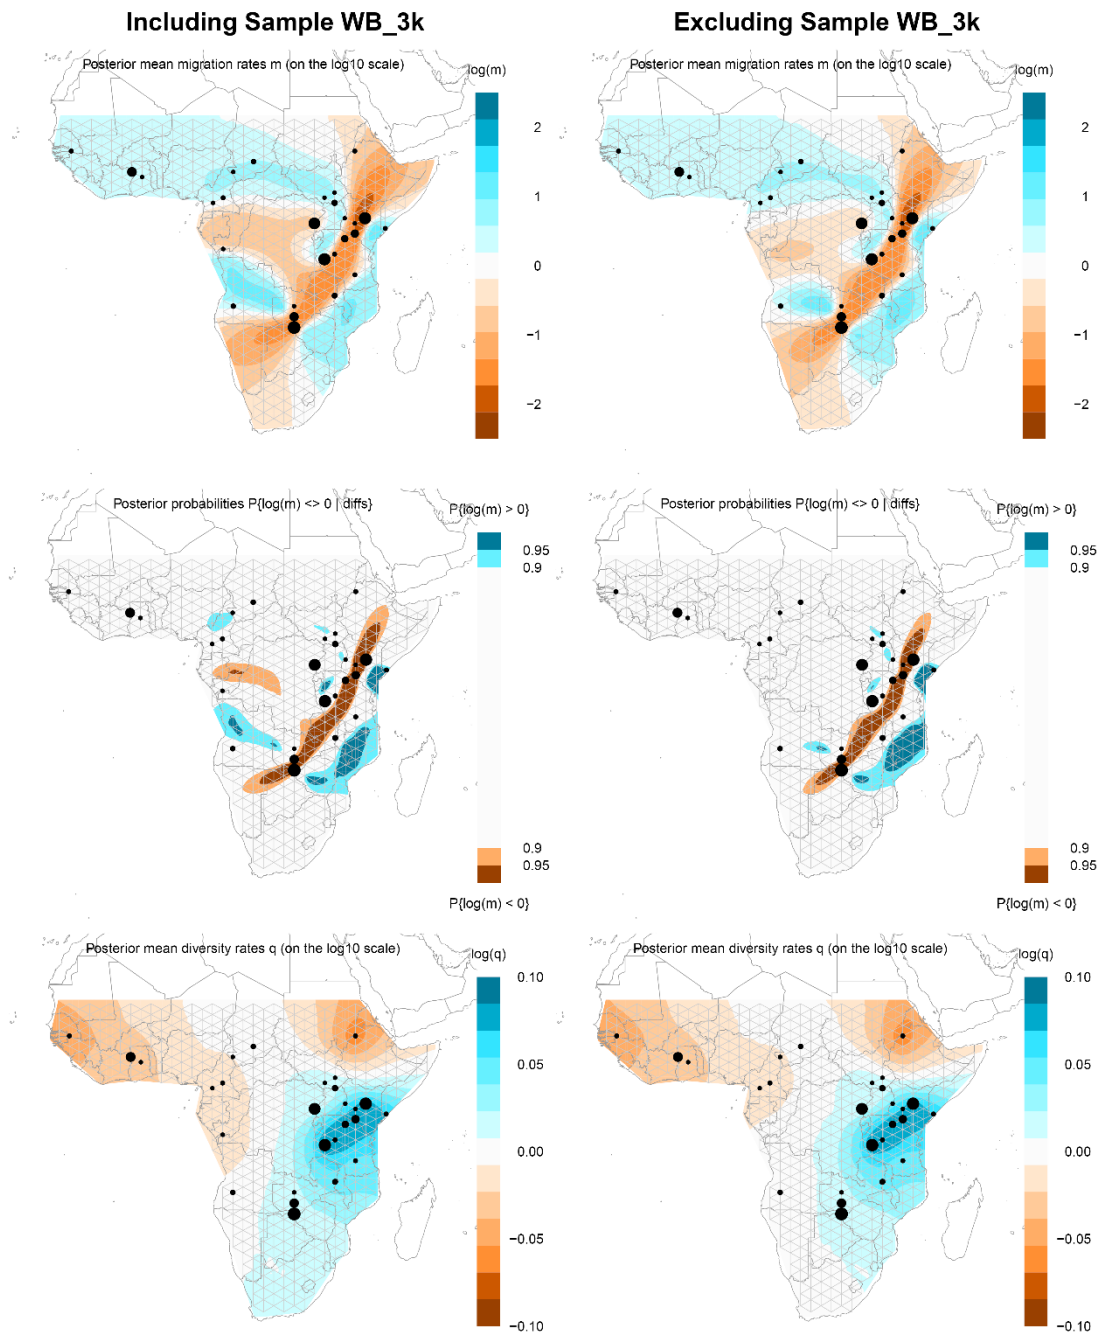 Including Sample WB_3k
Excluding Sample WB_3k
Posterior mean migration rates m (on the log10 scale)
log(m)
2
1
0
−1
−2
Posterior mean migration rates m (on the log10 scale)
log(m)
2
1
0
−1
−2
Posterior probabilities P{log(m) <> 0 | diffs}
P{log(m) > 0}
0.95
0.9
0.9
0.95
P{log(m) < 0}
Posterior probabilities P{log(m) <> 0 | diffs}
P{log(m) > 0}
0.95
0.9
0.9
0.95
P{log(m) < 0}
Posterior mean diversity rates q (on the log10 scale)
log(q)
0.10
0.05
0.00
−0.05
−0.10
Posterior mean diversity rates q (on the log10 scale)
log(q)
0.10
0.05
0.00
−0.05
−0.10